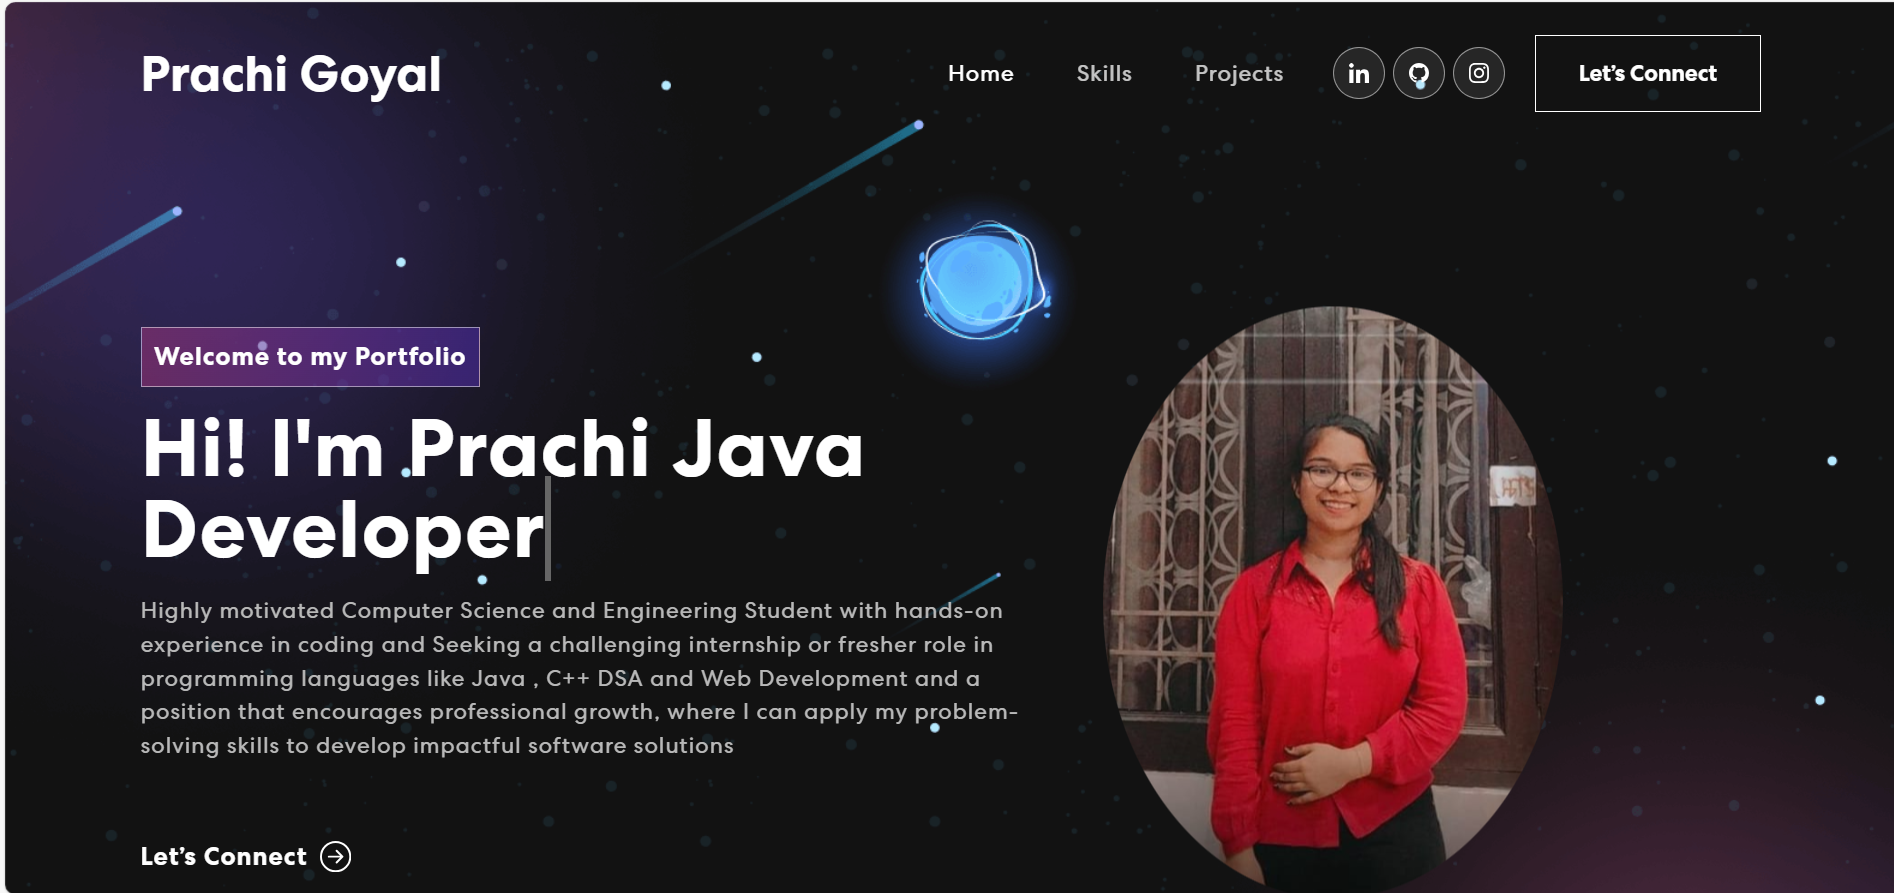 Prachi Goyal
Home Skills Projects Let's Connect
Welcome to my Portfolio
Hi! I'm Prachi Java
Developer
Highly motivated Computer Science and Engineering Student with hands-on
experience in coding and Seeking a challenging internship or fresher role in
programming languages like Java , C++ DSA and Web Development and a
position that encourages professional growth, where I can apply my problem-
solving skills to develop impactful software solutions
Let's Connect